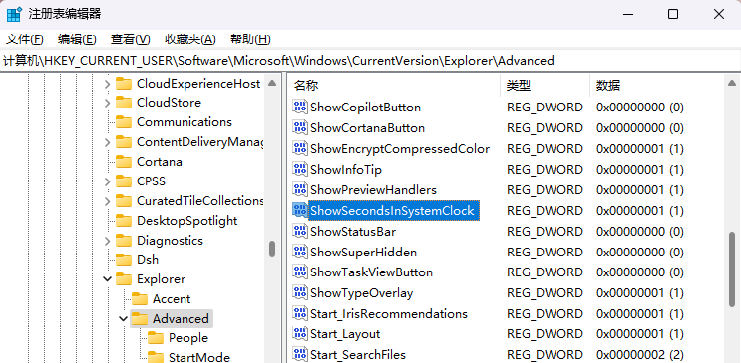 注册表编辑器
文件(F) 编辑(E) 查看(V) 收藏夹(A) 帮助(H)
计算机\HKEY_CURRENT_USER\Software\Microsoft\Windows\CurrentVersion\Explorer\Advanced
CloudExperienceHost
CloudStore
Communications
ContentDeliveryManag
Cortana
CPSS
CuratedTileCollections
DesktopSpotlight
Diagnostics
Dsh
Explorer
Accent
Advanced
People
StartMode
名称 类型 数据
ShowCopilotButton REG_DWORD 0x00000000 (0)
ShowCortanaButton REG_DWORD 0x00000000 (0)
ShowEncryptCompressedColor REG_DWORD 0x00000001 (1)
ShowInfoTip REG_DWORD 0x00000001 (1)
ShowPreviewHandlers REG_DWORD 0x00000001 (1)
ShowSecondsInSystemClock REG_DWORD 0x00000001 (1)
ShowStatusBar REG_DWORD 0x00000000 (0)
ShowSuperHidden REG_DWORD 0x00000000 (0)
ShowTaskViewButton REG_DWORD 0x00000000 (0)
ShowTypeOverlay REG_DWORD 0x00000001 (1)
Start_IrisRecommendations REG_DWORD 0x00000001 (1)
Start_Layout REG_DWORD 0x00000001 (1)
Start_SearchFiles REG_DWORD 0x00000002 (2)